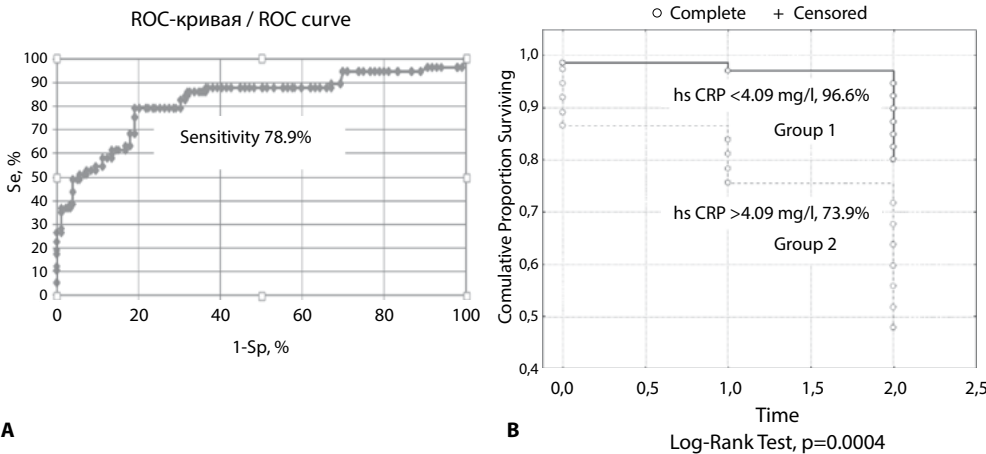 ROC-кривая / ROC curve
Se, %
100
90
80
70
60
50
40
30
20
10
0
Sensitivity 78.9%
0 20 40 60 80 100
1-Sp, %
A
○ Complete + Censored
Comulative Proportion Surviving
1,0
0,9
0,8
0,7
0,6
0,5
0,4
hs CRP <4.09 mg/l, 96.6%
Group 1
hs CRP >4.09 mg/l, 73.9%
Group 2
0,0 0,5 1,0 1,5 2,0 2,5
Time
Log-Rank Test, p=0.0004
B